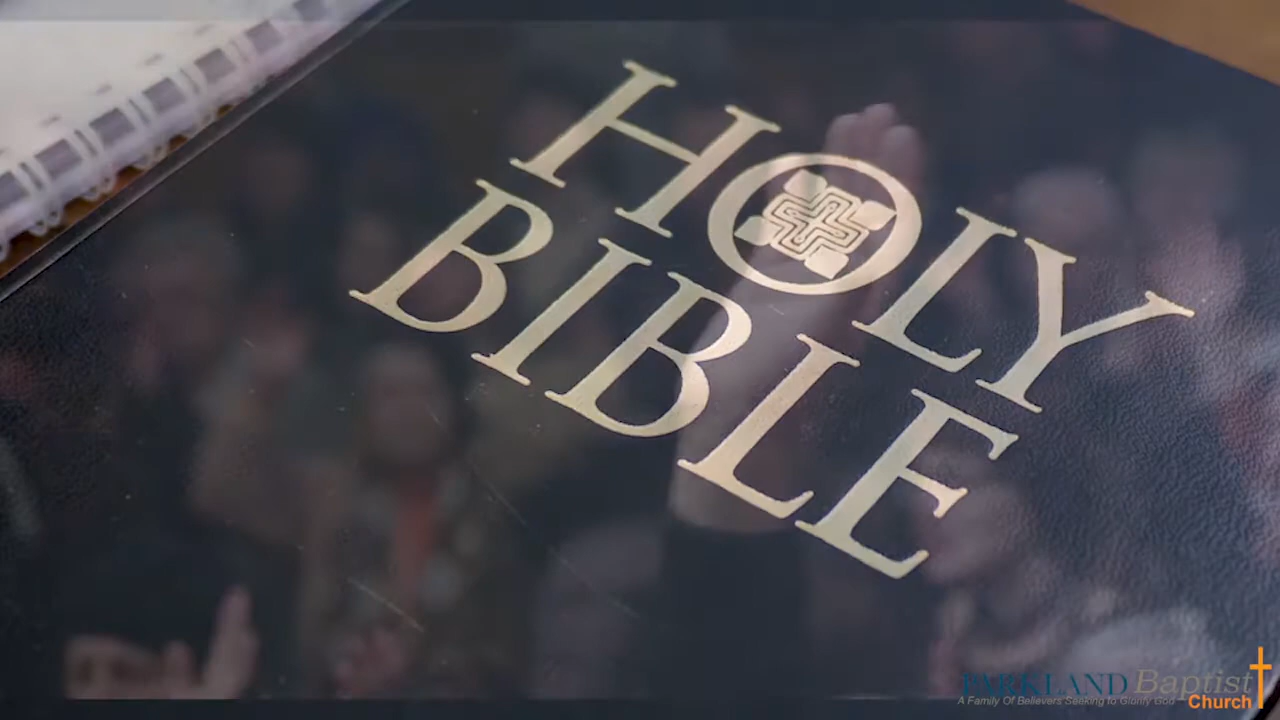 HOLY
BIBLE
PARKLAND Baptist
A Family Of Believers Seeking to Glorify God
Church